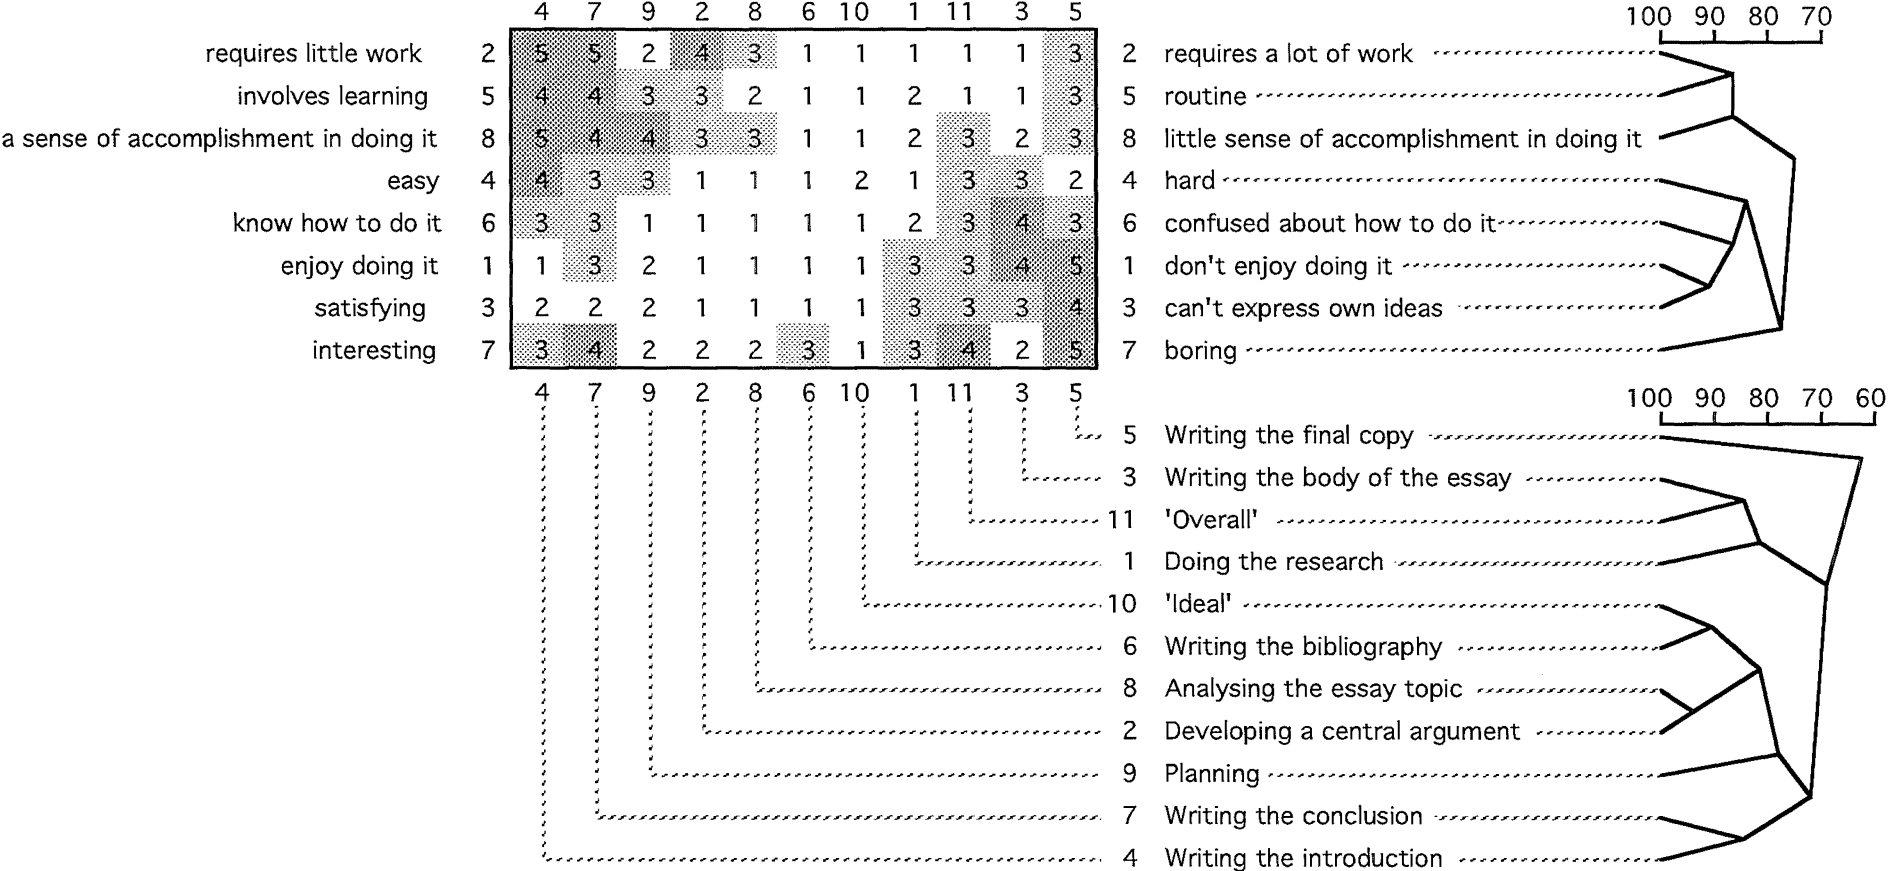 4 7 9 2 8 6 10 1 11 3 5
100 90 80 70
requires little work 2 5 5 2 4 3 1 1 1 1 1 3 2 requires a lot of work
involves learning 5 4 4 3 3 2 1 1 2 1 1 3 5 routine
a sense of accomplishment in doing it 8 5 4 4 3 3 1 1 2 3 2 3 8 little sense of accomplishment in doing it
easy 4 4 3 3 1 1 1 2 1 3 3 2 4 hard
know how to do it 6 3 3 1 1 1 1 1 2 3 4 3 6 confused about how to do it
enjoy doing it 1 1 3 2 1 1 1 1 3 3 4 5 1 don't enjoy doing it
satisfying 3 2 2 2 1 1 1 1 3 3 3 4 3 can't express own ideas
interesting 7 3 4 2 2 2 3 1 3 4 2 5 7 boring
4 7 9 2 8 6 10 1 11 3 5
100 90 80 70 60
5 Writing the final copy
3 Writing the body of the essay
11 'Overall'
1 Doing the research
10 'Ideal'
6 Writing the bibliography
8 Analysing the essay topic
2 Developing a central argument
9 Planning
7 Writing the conclusion
4 Writing the introduction